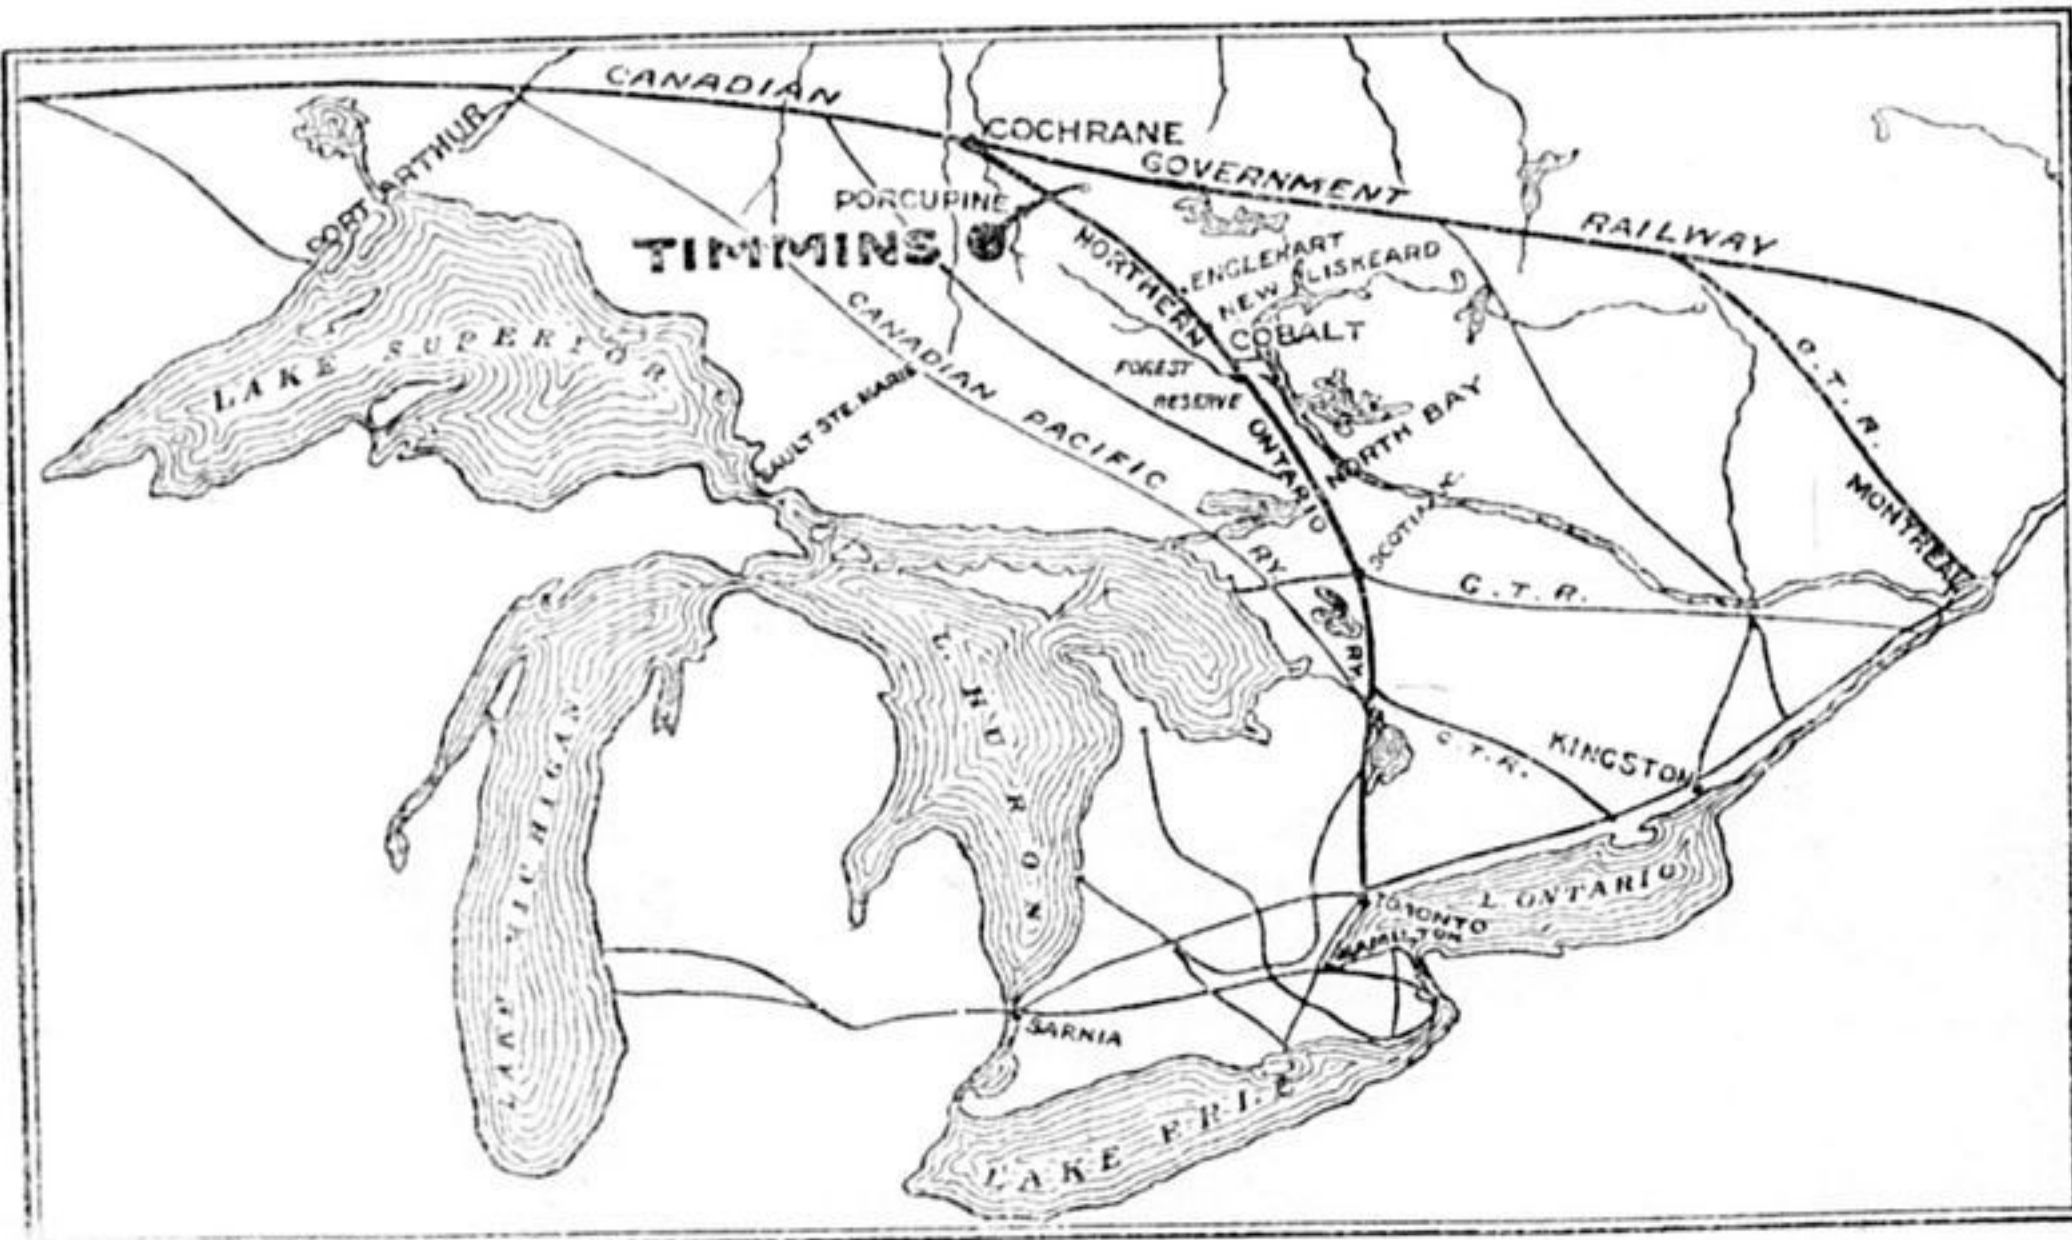 CANADIAN
GOVERNMENT
RAILWAY
COCHRANE
PORT ARTHUR
PORCUPINE
TIMMINS
NORTHERN
ONTARIO
RY
ENGLEHART
NEW LISKEARD
COBALT
FOREST
RESERVE
NORTH BAY
LAKE SUPERIOR
SAULT STE. MARIE
CANADIAN PACIFIC
RY
G.T.R.
MONTREAL
G.T.R.
G.T.R.
KINGSTON
L. HURON
LAKE MICHIGAN
L. ONTARIO
TORONTO
HAMILTON
SARNIA
LAKE ERIE